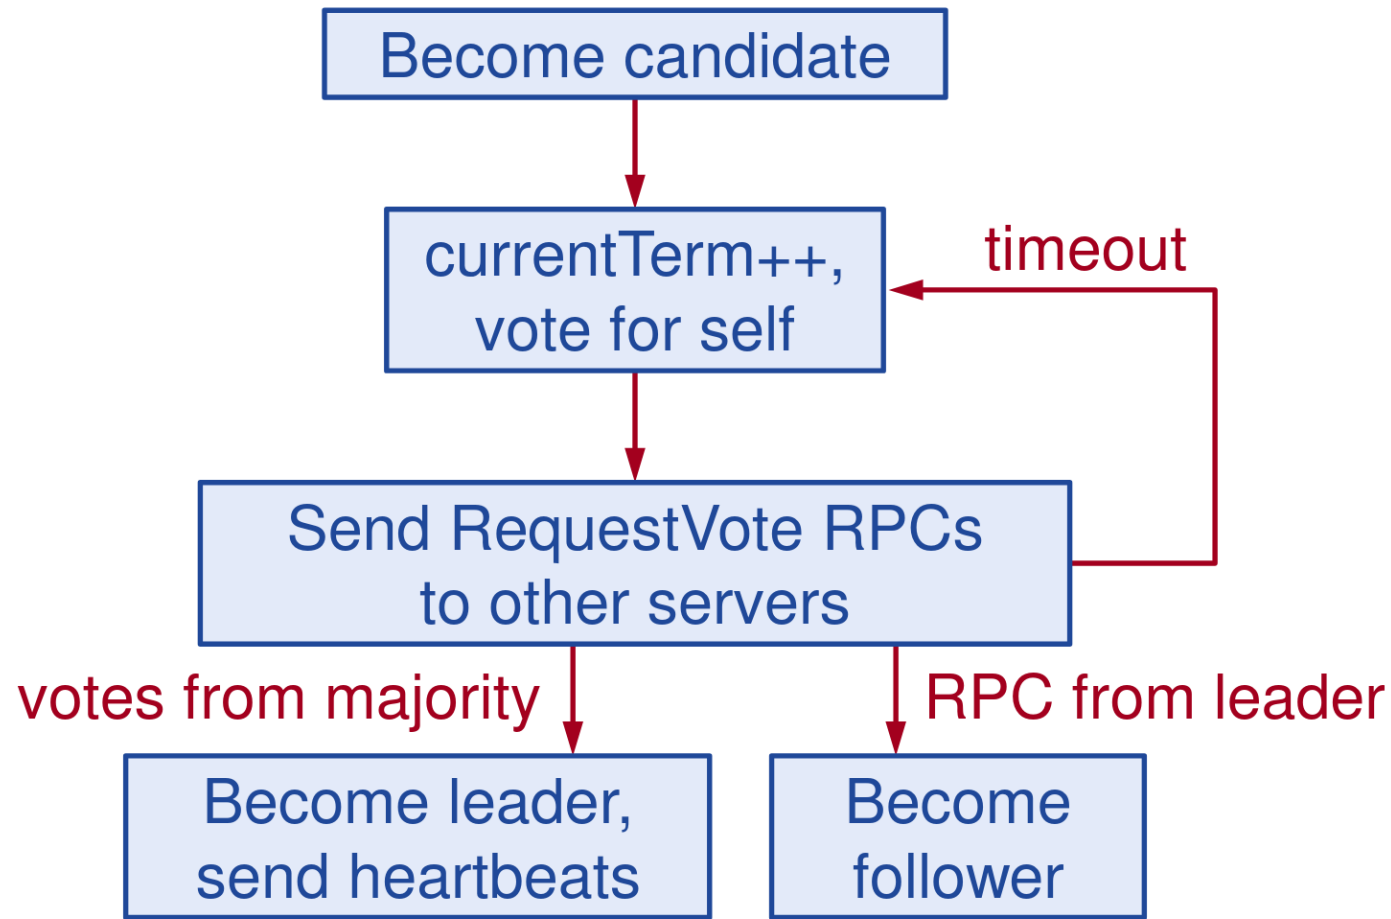 Become candidate
currentTerm++,
vote for self
timeout
Send RequestVote RPCs
to other servers
votes from majority
RPC from leader
Become leader,
send heartbeats
Become
follower